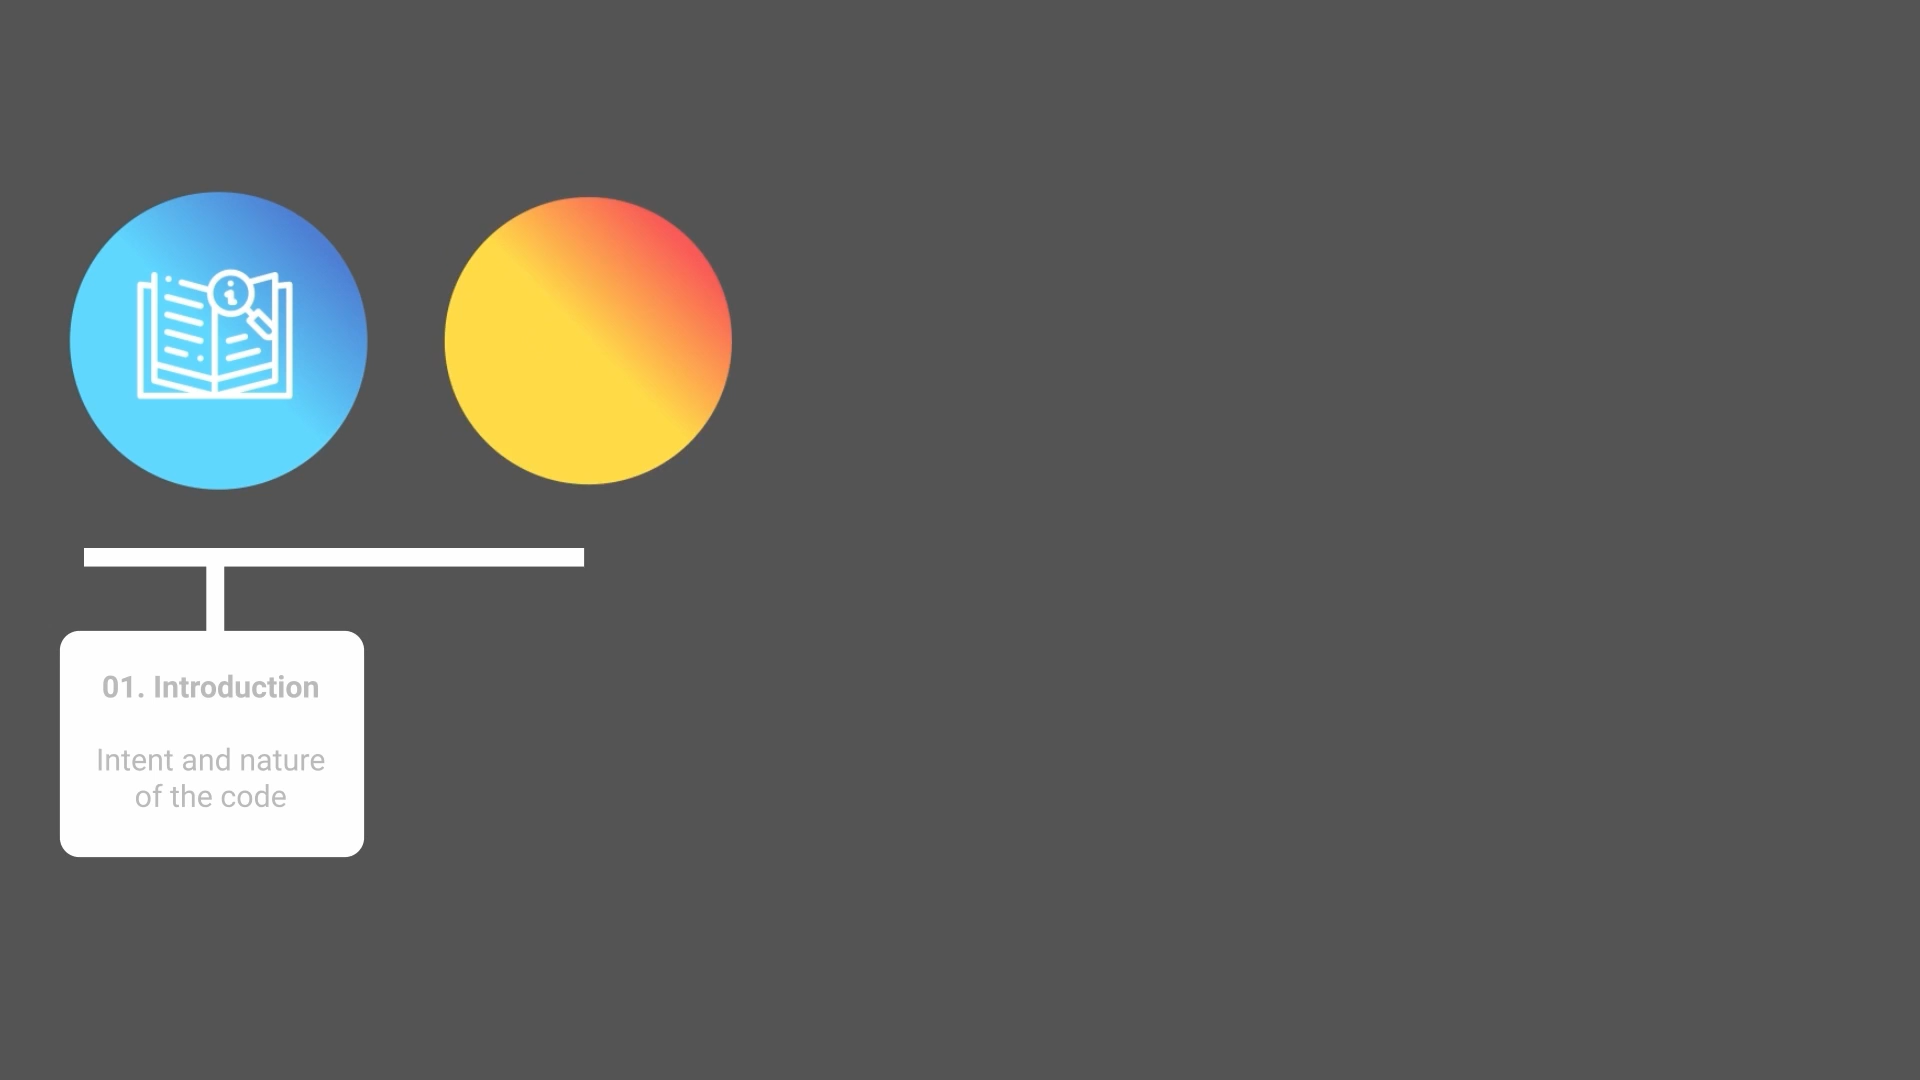 01. Introduction
Intent and nature
of the code